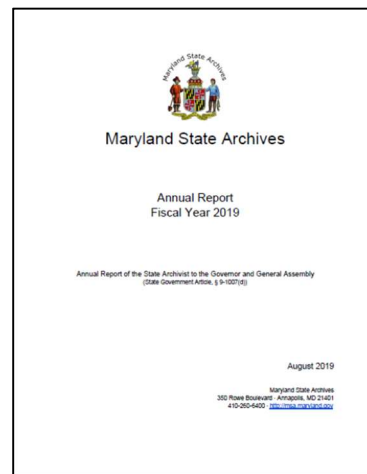 Maryland State Archives
Maryland State Archives
Annual Report
Fiscal Year 2019
Annual Report of the State Archivist to the Governor and General Assembly
(State Government Article, § 9-1007(d))
August 2019
Maryland State Archives
350 Rowe Boulevard · Annapolis, MD 21401
410-260-6400 · http://msa.maryland.gov